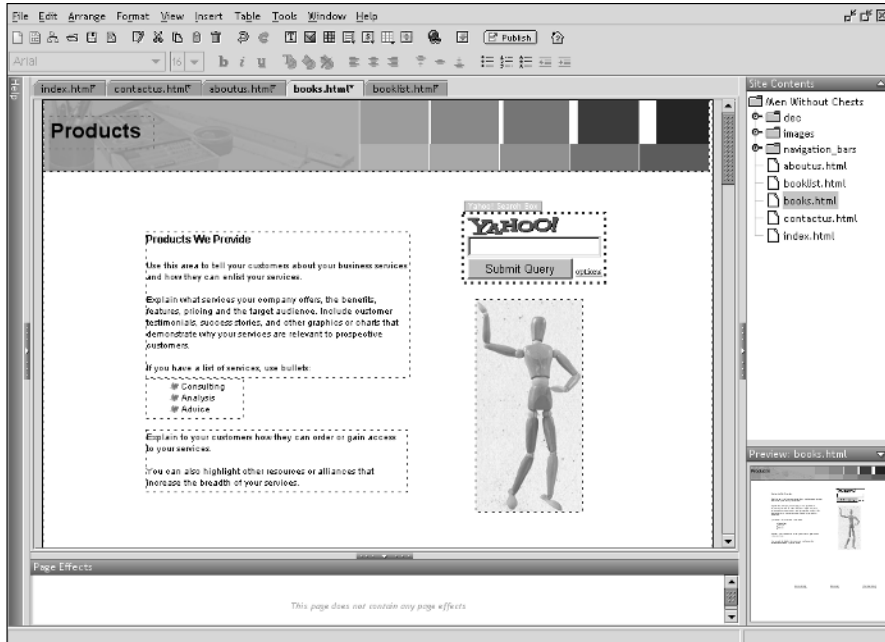 File Edit Arrange Format View Insert Table Tools Window Help
Publish
Arial 16 b i u
Help
index.html* contactus.html* aboutus.html* books.html* booklist.html*
Products
Yahoo! Search Box
YAHOO!
Submit Query options
Products We Provide
Use this area to tell your customers about your business services
and how they can enlist your services.
Explain what services your company offers, the benefits,
features, pricing and the target audience. Include customer
testimonials, success stories, and other graphics or charts that
demonstrate why your services are relevant to prospective
customers.
If you have a list of services, use bullets:
Consulting
Analysis
Advice
Explain to your customers how they can order or gain access
to your services.
You can also highlight other resources or alliances that
increase the breadth of your services.
Page Effects
This page does not contain any page effects
Site Contents
Men Without Chests
doc
images
navigation_bars
aboutus.html
booklist.html
books.html
contactus.html
index.html
Preview: books.html
Products